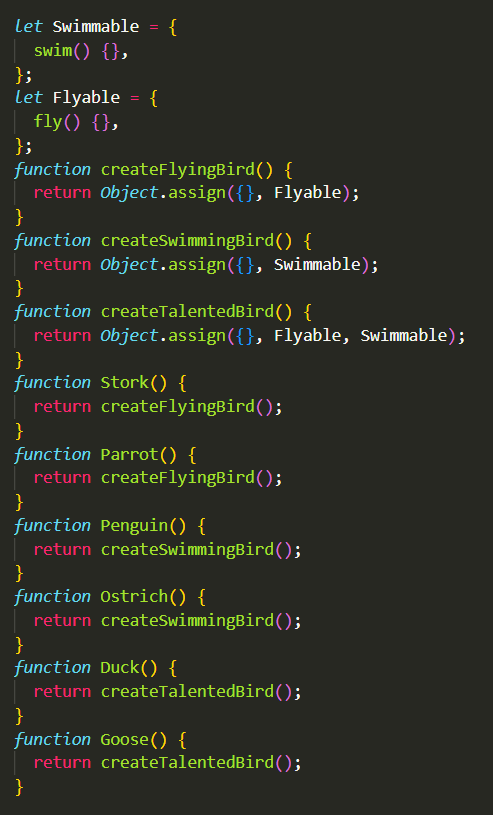 let Swimmable = {
  swim() {},
};
let Flyable = {
  fly() {},
};
function createFlyingBird() {
  return Object.assign({}, Flyable);
}
function createSwimmingBird() {
  return Object.assign({}, Swimmable);
}
function createTalentedBird() {
  return Object.assign({}, Flyable, Swimmable);
}
function Stork() {
  return createFlyingBird();
}
function Parrot() {
  return createFlyingBird();
}
function Penguin() {
  return createSwimmingBird();
}
function Ostrich() {
  return createSwimmingBird();
}
function Duck() {
  return createTalentedBird();
}
function Goose() {
  return createTalentedBird();
}